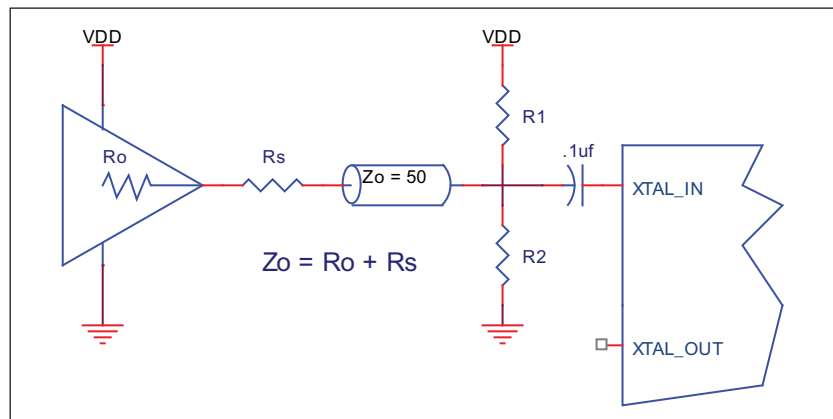 VDD
VDD
R1
Ro
Rs
Zo = 50
.1uf
XTAL_IN
Zo = Ro + Rs
R2
XTAL_OUT